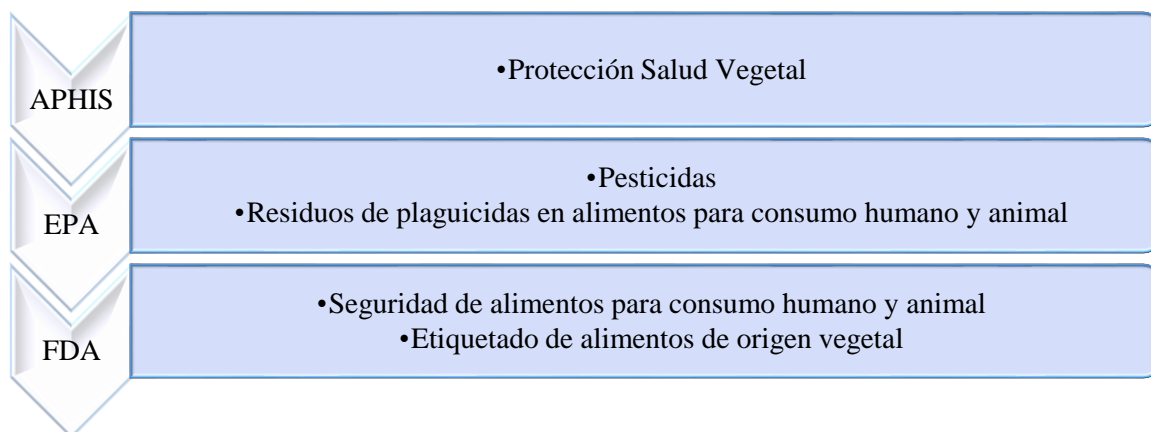 APHIS
•Protección Salud Vegetal
EPA
•Pesticidas
•Residuos de plaguicidas en alimentos para consumo humano y animal
FDA
•Seguridad de alimentos para consumo humano y animal
•Etiquetado de alimentos de origen vegetal